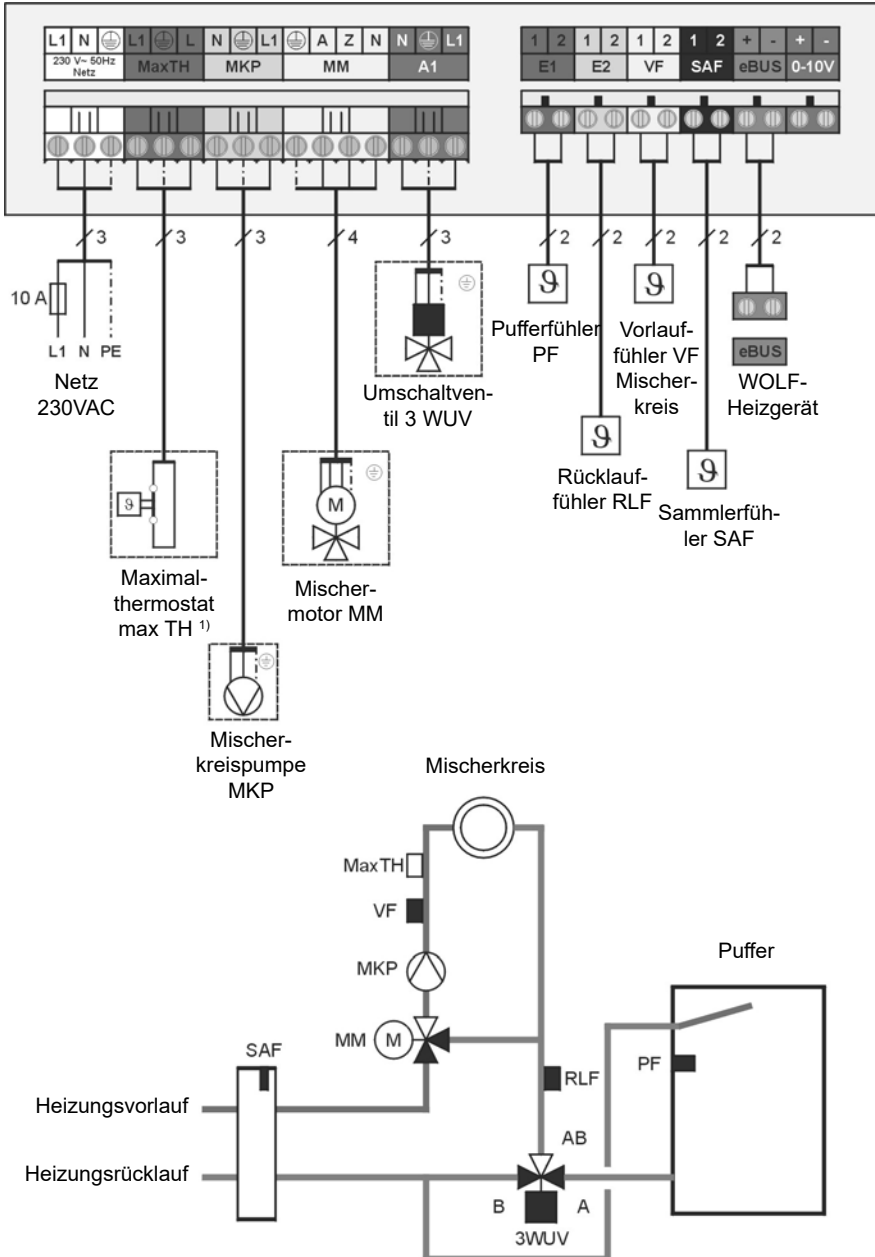 L1 N L1 L N L1 A Z N N L1
230 V~ 50Hz
Netz
MaxTH MKP MM A1
1 2 1 2 1 2 1 2 + - + -
E1 E2 VF SAF eBUS 0-10V
3 3 3 4 3 2 2 2 2 2
10 A
L1 N PE
Netz
230VAC
Umschaltven-
til 3 WUV
ϑ
Pufferfühler
PF
ϑ
Vorlauf-
fühler VF
Mischer-
kreis
eBUS
WOLF-
Heizgerät
ϑ
Rücklauf-
fühler RLF
ϑ
Sammlerfüh-
ler SAF
ϑ
Maximal-
thermostat
max TH 1)
M
Mischer-
motor MM
Mischer-
kreispumpe
MKP
Mischerkreis
MaxTH
VF
MKP
MM M
SAF
RLF
Puffer
PF
Heizungsvorlauf
Heizungsrücklauf
AB
B A
3WUV